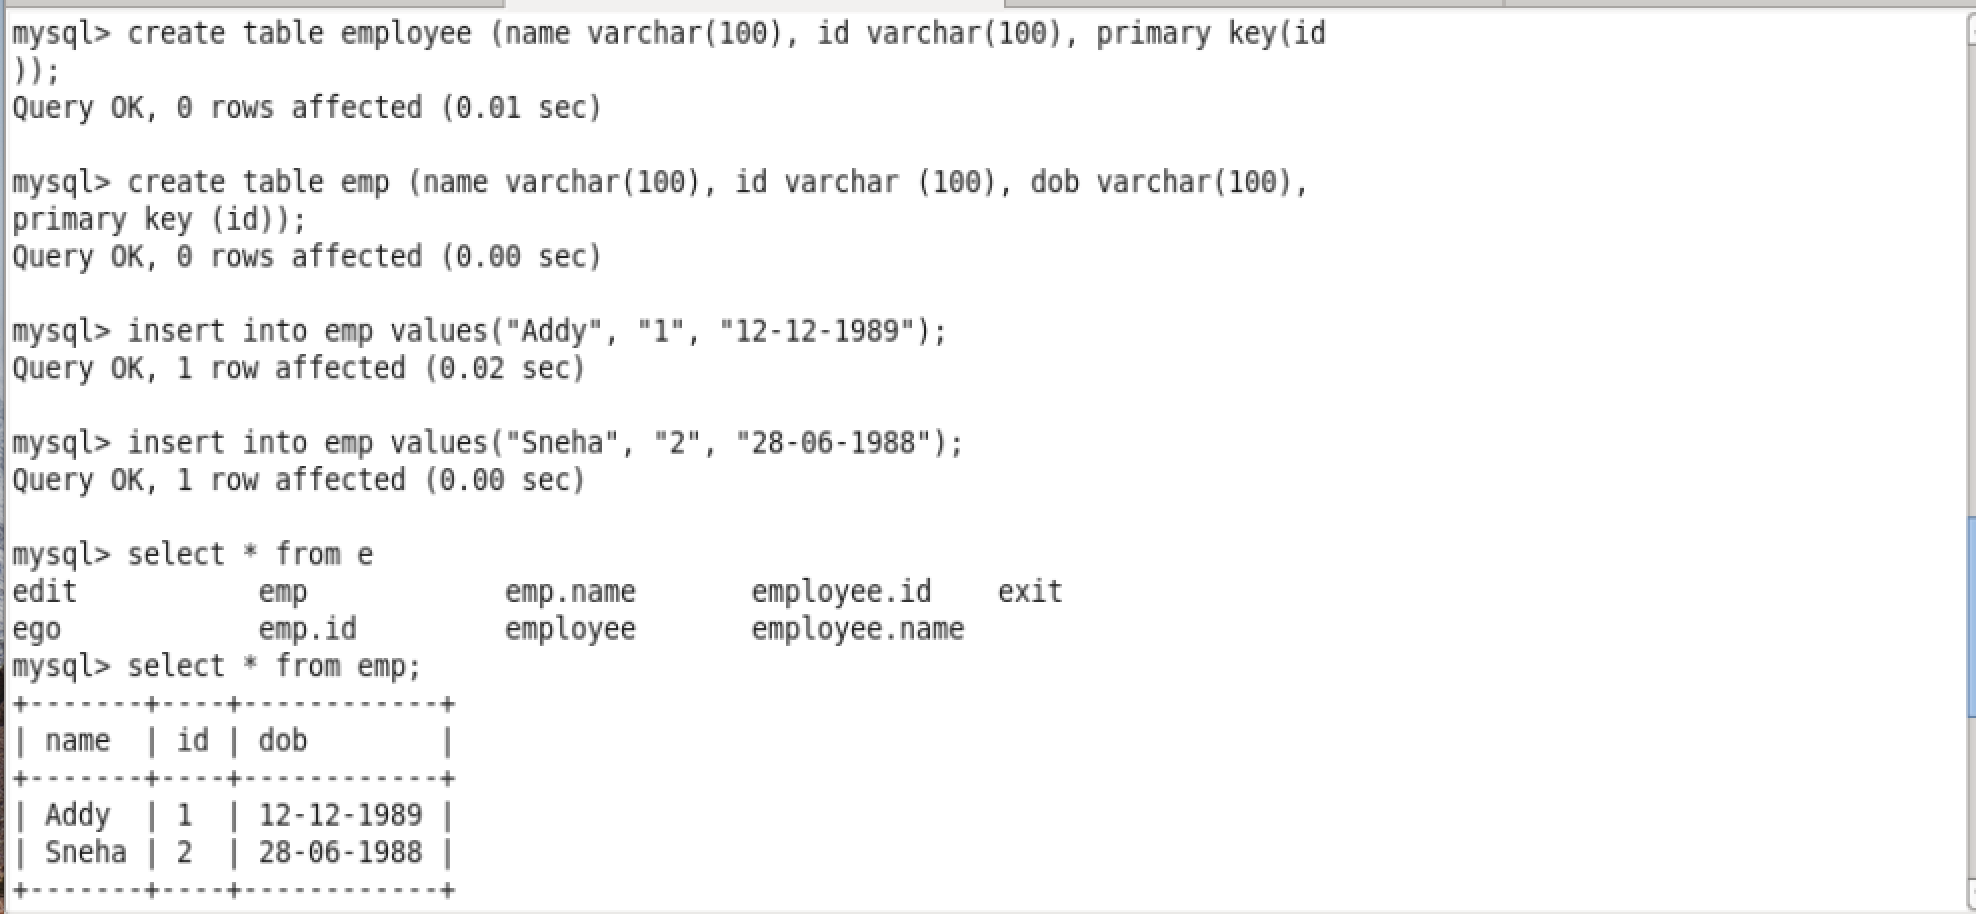 mysql> create table employee (name varchar(100), id varchar(100), primary key(id
));
Query OK, 0 rows affected (0.01 sec)
mysql> create table emp (name varchar(100), id varchar (100), dob varchar(100),
primary key (id));
Query OK, 0 rows affected (0.00 sec)
mysql> insert into emp values("Addy", "1", "12-12-1989");
Query OK, 1 row affected (0.02 sec)
mysql> insert into emp values("Sneha", "2", "28-06-1988");
Query OK, 1 row affected (0.00 sec)
mysql> select * from e
edit           emp            emp.name       employee.id    exit
ego            emp.id         employee       employee.name
mysql> select * from emp;
+-------+----+------------+
| name  | id | dob        |
+-------+----+------------+
| Addy  | 1  | 12-12-1989 |
| Sneha | 2  | 28-06-1988 |
+-------+----+------------+